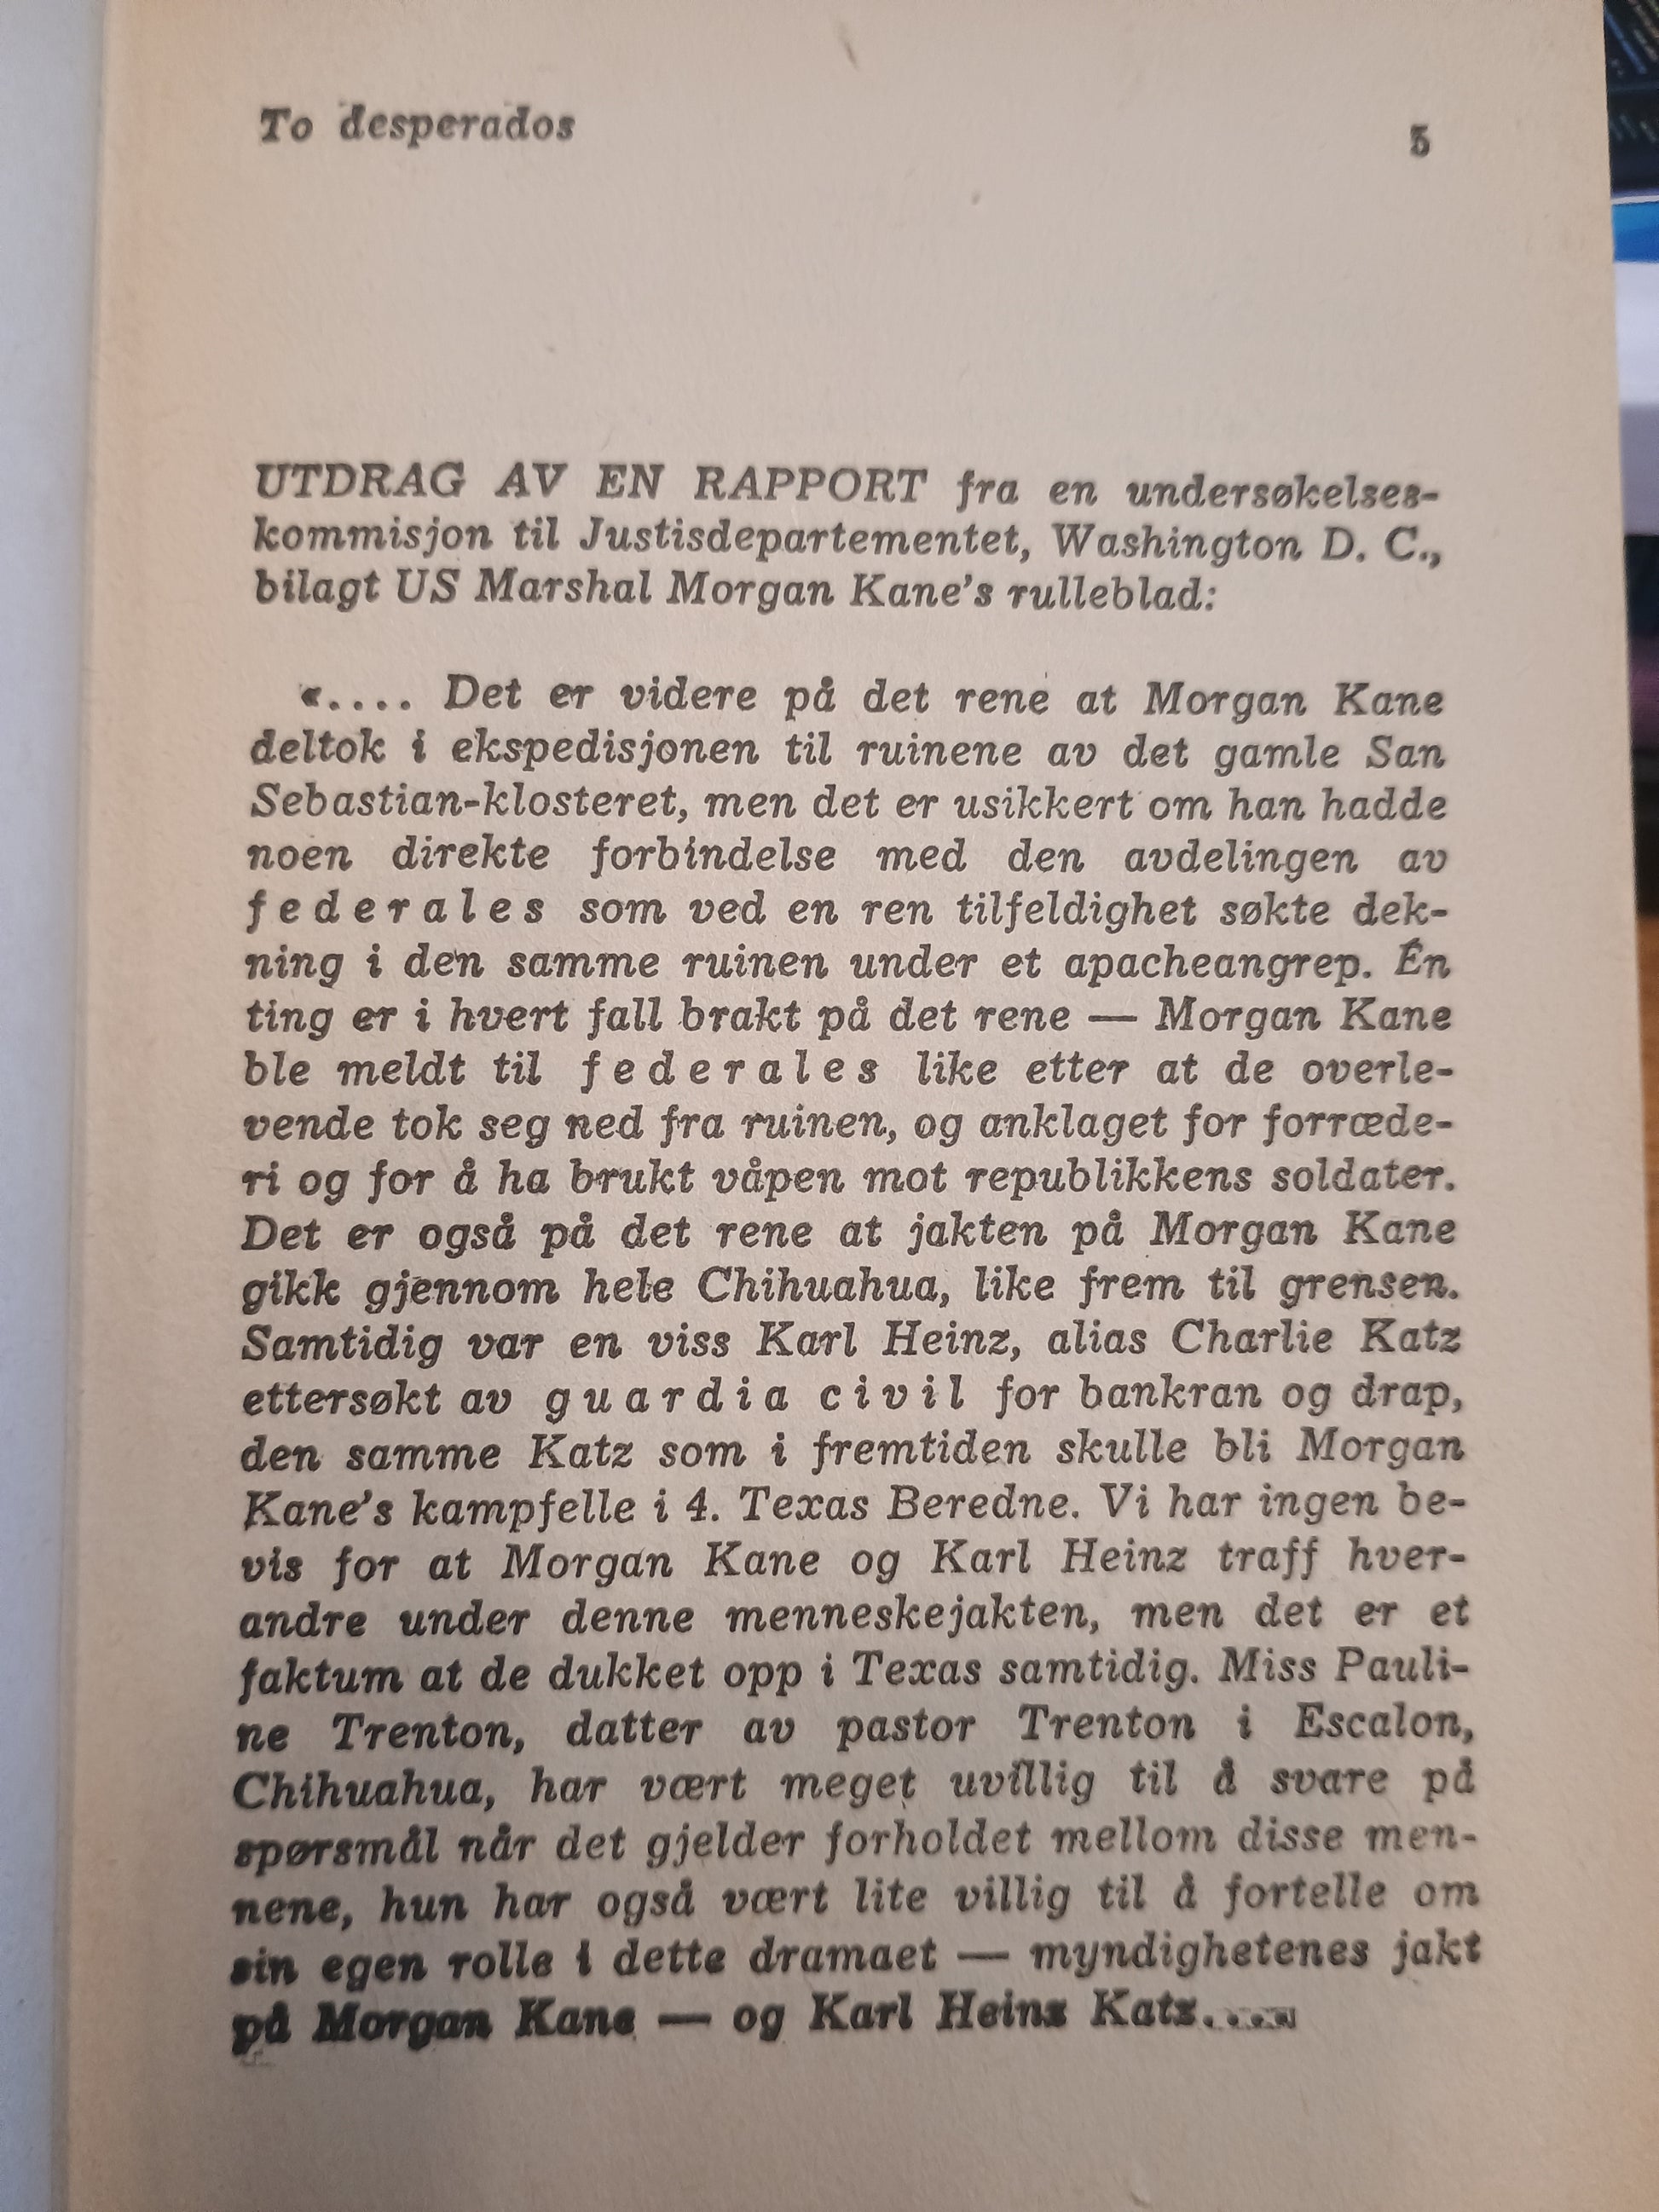 To desperados
5
UTDRAG AV EN RAPPORT fra en undersøkelses-
kommisjon til Justisdepartementet, Washington D. C.,
bilagt US Marshal Morgan Kane's rulleblad:
«.... Det er videre på det rene at Morgan Kane
deltok i ekspedisjonen til ruinene av det gamle San
Sebastian-klosteret, men det er usikkert om han hadde
noen direkte forbindelse med den avdelingen av
federales som ved en ren tilfeldighet søkte dek-
ning i den samme ruinen under et apacheangrep. Én
ting er i hvert fall brakt på det rene — Morgan Kane
ble meldt til federales like etter at de overle-
vende tok seg ned fra ruinen, og anklaget for forræde-
ri og for å ha brukt våpen mot republikkens soldater.
Det er også på det rene at jakten på Morgan Kane
gikk gjennom hele Chihuahua, like frem til grensen.
Samtidig var en viss Karl Heinz, alias Charlie Katz
ettersøkt av guardia civil for bankran og drap,
den samme Katz som i fremtiden skulle bli Morgan
Kane's kampfelle i 4. Texas Beredne. Vi har ingen be-
vis for at Morgan Kane og Karl Heinz traff hver-
andre under denne menneskejakten, men det er et
faktum at de dukket opp i Texas samtidig. Miss Pauli-
ne Trenton, datter av pastor Trenton i Escalon,
Chihuahua, har vært meget uvillig til å svare på
spørsmål når det gjelder forholdet mellom disse men-
nene, hun har også vært lite villig til å fortelle om
sin egen rolle i dette dramaet — myndighetenes jakt
på Morgan Kane — og Karl Heinz Katz....»